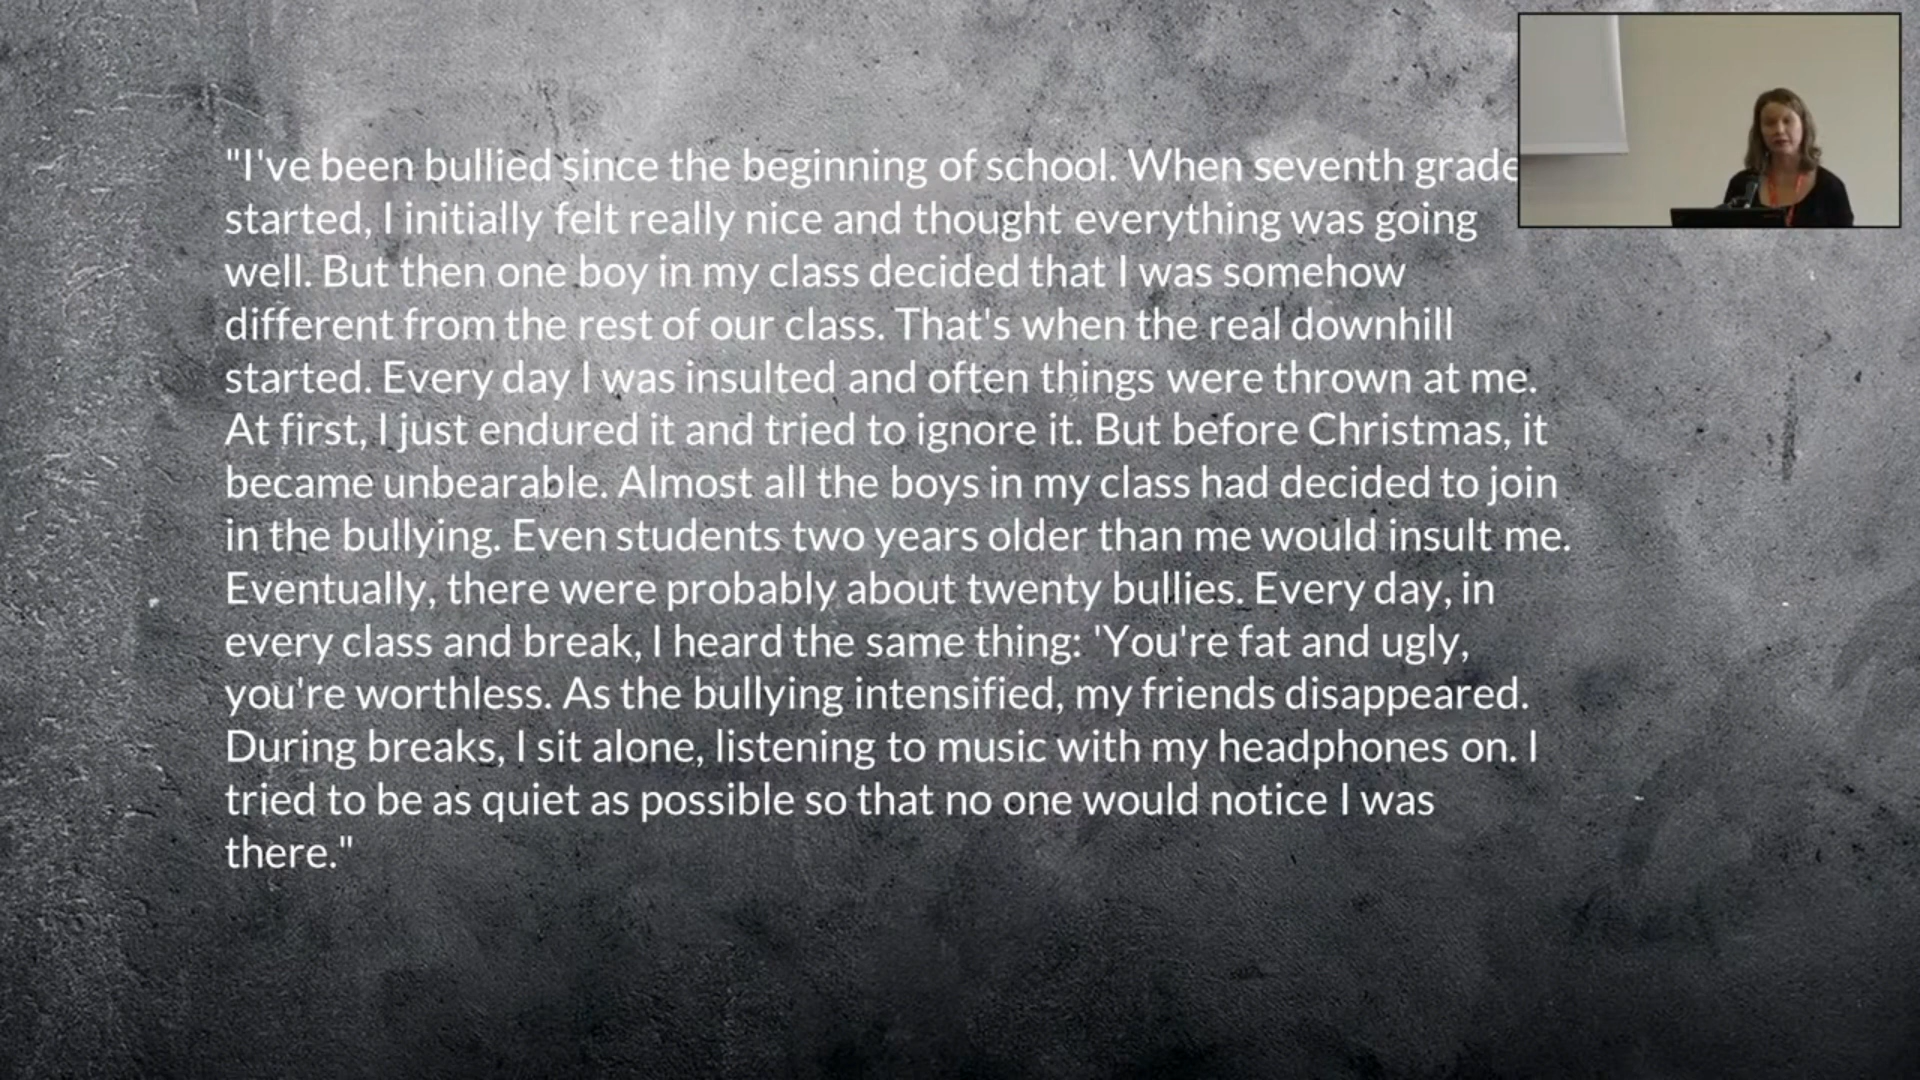 "I've been bullied since the beginning of school. When seventh grade
started, I initially felt really nice and thought everything was going
well. But then one boy in my class decided that I was somehow
different from the rest of our class. That's when the real downhill
started. Every day I was insulted and often things were thrown at me.
At first, I just endured it and tried to ignore it. But before Christmas, it
became unbearable. Almost all the boys in my class had decided to join
in the bullying. Even students two years older than me would insult me.
Eventually, there were probably about twenty bullies. Every day, in
every class and break, I heard the same thing: 'You're fat and ugly,
you're worthless. As the bullying intensified, my friends disappeared.
During breaks, I sit alone, listening to music with my headphones on. I
tried to be as quiet as possible so that no one would notice I was
there."